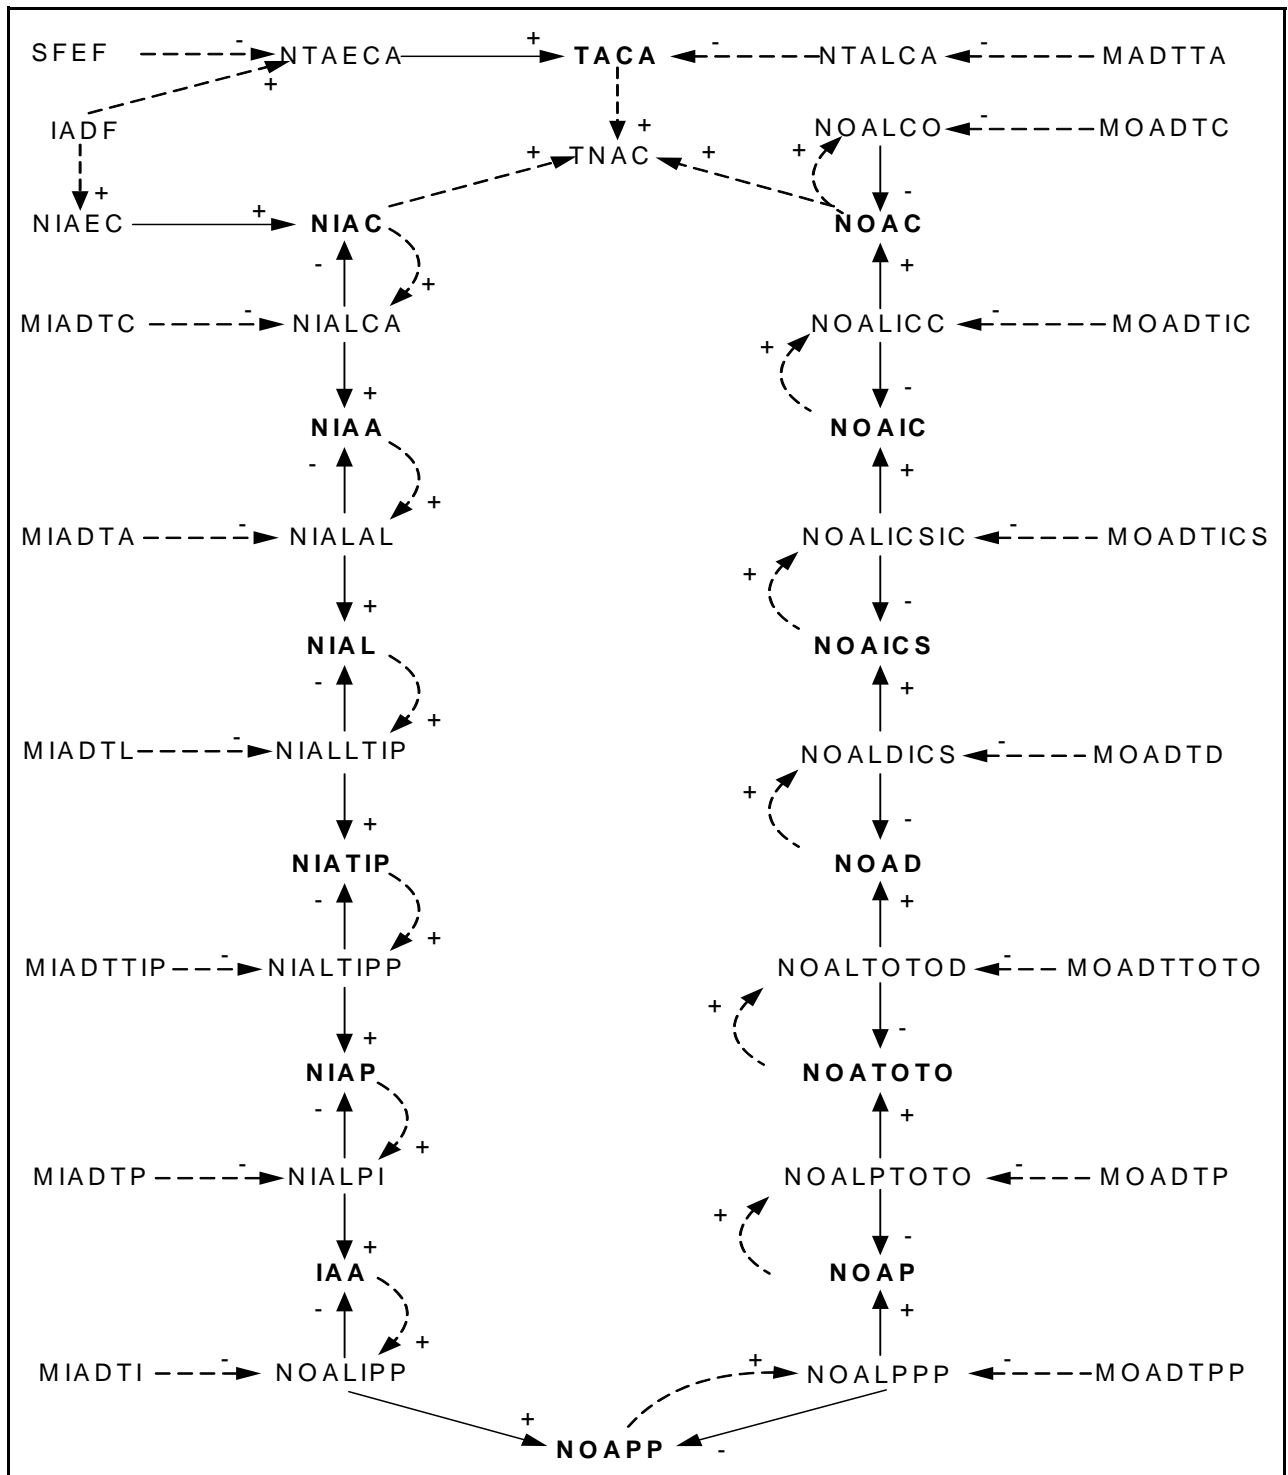 SFEF - NTAECA + TACA - NTALCA - MADTTA
+
IADF NOALCO - MOADTC
+ TNAC + + +
+ -
NIAEC + NIAC NOAC
- + +
MIADTC - NIALCA NOALICC - MOADTIC
+ + -
NIAA NOAIC
- + +
MIADTA - NIALAL NOALICSIC - MOADTICS
+ + -
NIAL NOAICS
- + +
MIADTL - NIALLTIP NOALDICS - MOADTD
+ + -
NIATIP NOAD
- + +
MIADTTIP - NIALTIPP NOALTOTOD - MOADTTOTO
+ + -
NIAP NOATOTO
- + +
MIADTP - NIALPI NOALPTOTO - MOADTP
+ + -
IAA NOAP
- + +
MIADTI - NOALIPP + NOALPPP - MOADTPP
+ NOAPP -